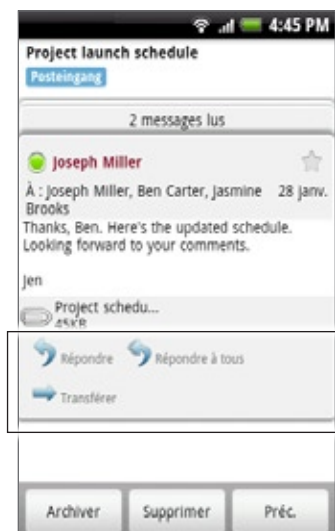 4:45 PM
Project launch schedule
Posteingang
2 messages lus
Joseph Miller
À : Joseph Miller, Ben Carter, Jasmine Brooks 28 janv.
Thanks, Ben. Here's the updated schedule.
Looking forward to your comments.
Jen
Project schedu...
45KB
Répondre Répondre à tous
Transférer
Archiver Supprimer Préc.